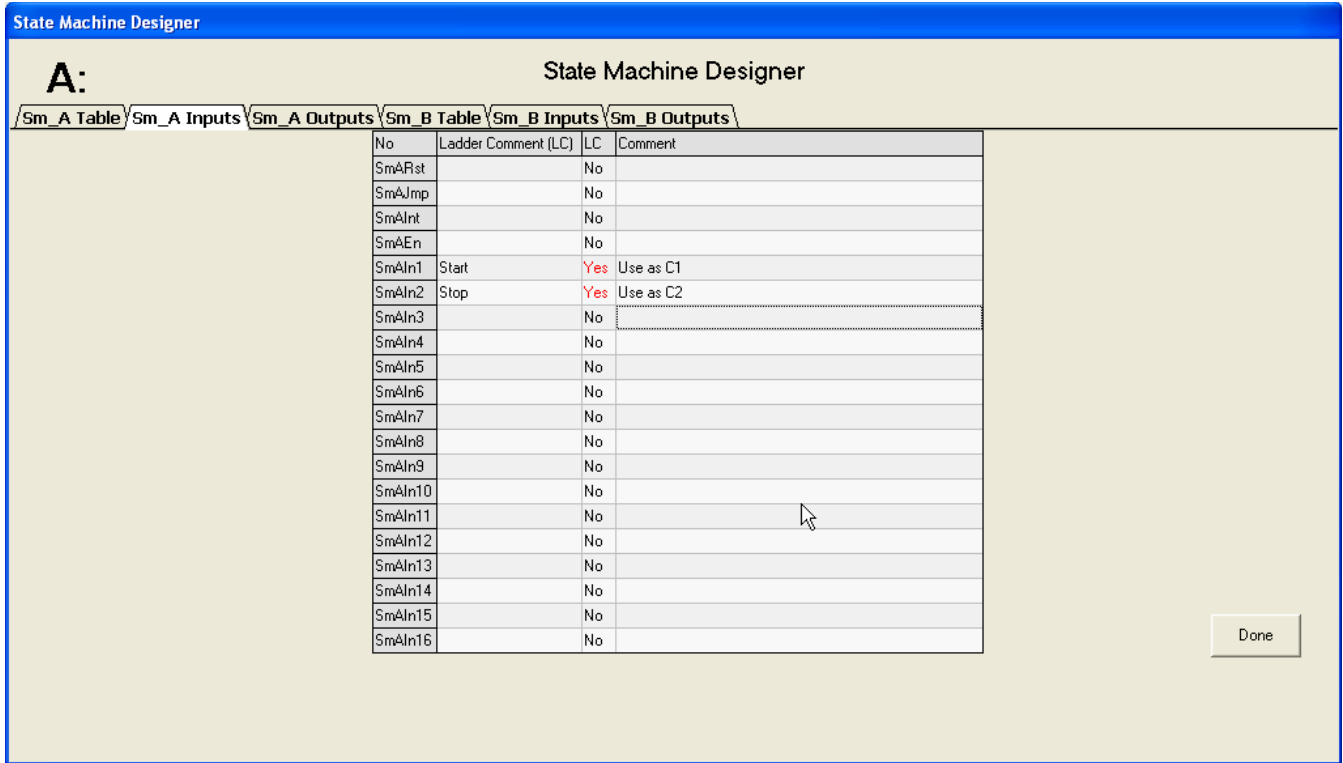 State Machine Designer
A:
State Machine Designer
Sm_A Table Sm_A Inputs Sm_A Outputs Sm_B Table Sm_B Inputs Sm_B Outputs
No Ladder Comment (LC) LC Comment
SmARst No
SmAJmp No
SmAInt No
SmAEn No
SmAIn1 Start Yes Use as C1
SmAIn2 Stop Yes Use as C2
SmAIn3 No
SmAIn4 No
SmAIn5 No
SmAIn6 No
SmAIn7 No
SmAIn8 No
SmAIn9 No
SmAIn10 No
SmAIn11 No
SmAIn12 No
SmAIn13 No
SmAIn14 No
SmAIn15 No
SmAIn16 No
Done